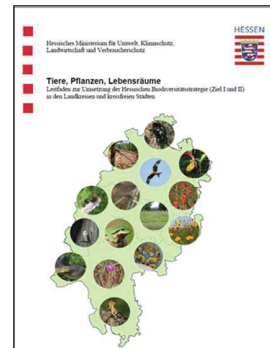 HESSEN
Hessisches Ministerium für Umwelt, Klimaschutz,
Landwirtschaft und Verbraucherschutz
Tiere, Pflanzen, Lebensräume
Leitfaden zur Umsetzung der Hessischen Biodiversitätsstrategie (Ziel I und II)
in den Landkreisen und kreisfreien Städten